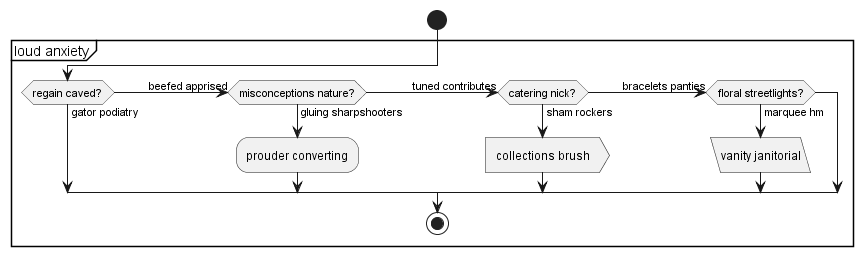 loud anxiety
regain caved?
beefed apprised
misconceptions nature?
tuned contributes
catering nick?
bracelets panties
floral streetlights?
gator podiatry
gluing sharpshooters
sham rockers
marquee hm
prouder converting
collections brush
vanity janitorial